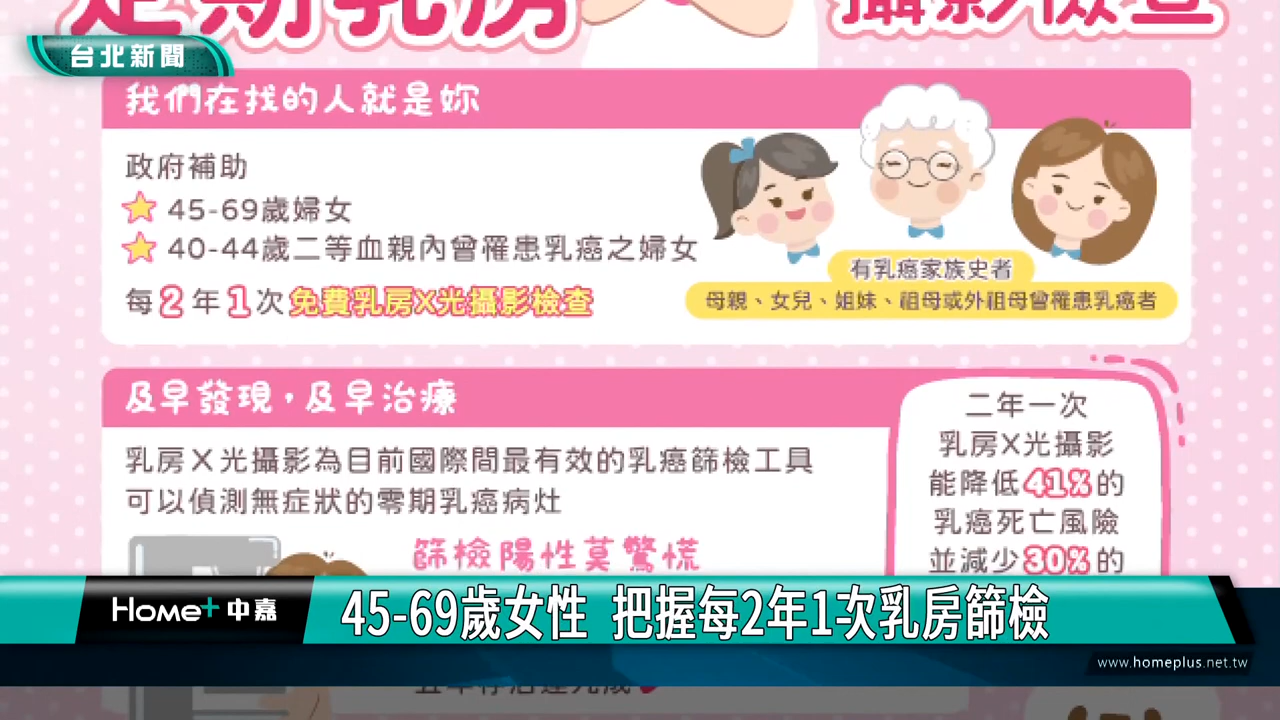 定期乳房
攝影檢查
台北新聞
我們在找的人就是妳
政府補助
45-69歲婦女
40-44歲二等血親內曾罹患乳癌之婦女
每2年1次免費乳房X光攝影檢查
有乳癌家族史者
母親、女兒、姐妹、祖母或外祖母曾罹患乳癌者
及早發現，及早治療
乳房X光攝影為目前國際間最有效的乳癌篩檢工具
可以偵測無症狀的零期乳癌病灶
篩檢陽性莫驚慌
二年一次
乳房X光攝影
能降低41%的
乳癌死亡風險
並減少30%的
Home+中嘉
45-69歲女性 把握每2年1次乳房篩檢
www.homeplus.net.tw